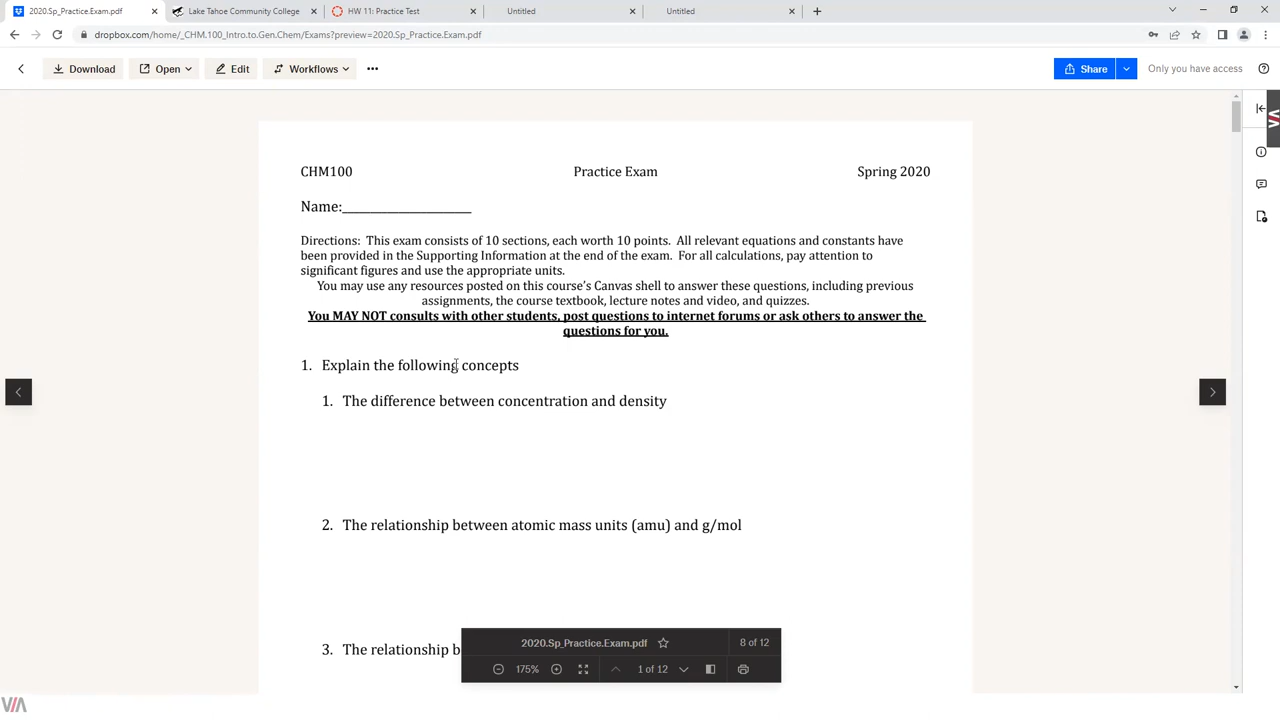 2020.Sp_Practice.Exam.pdf
Lake Tahoe Community College
HW 11: Practice Test
Untitled
Untitled
dropbox.com/home/_CHM.100_Intro.to.Gen.Chem/Exams?preview=2020.Sp_Practice.Exam.pdf
Download
Open
Edit
Workflows
Share
Only you have access
CHM100 Practice Exam Spring 2020
Name:_______________________
Directions: This exam consists of 10 sections, each worth 10 points. All relevant equations and constants have
been provided in the Supporting Information at the end of the exam. For all calculations, pay attention to
significant figures and use the appropriate units.
You may use any resources posted on this course's Canvas shell to answer these questions, including previous
assignments, the course textbook, lecture notes and video, and quizzes.
You MAY NOT consults with other students, post questions to internet forums or ask others to answer the
questions for you.
1. Explain the following concepts
1. The difference between concentration and density
2. The relationship between atomic mass units (amu) and g/mol
3. The relationship b
2020.Sp_Practice.Exam.pdf
8 of 12
175%
1 of 12
VIA